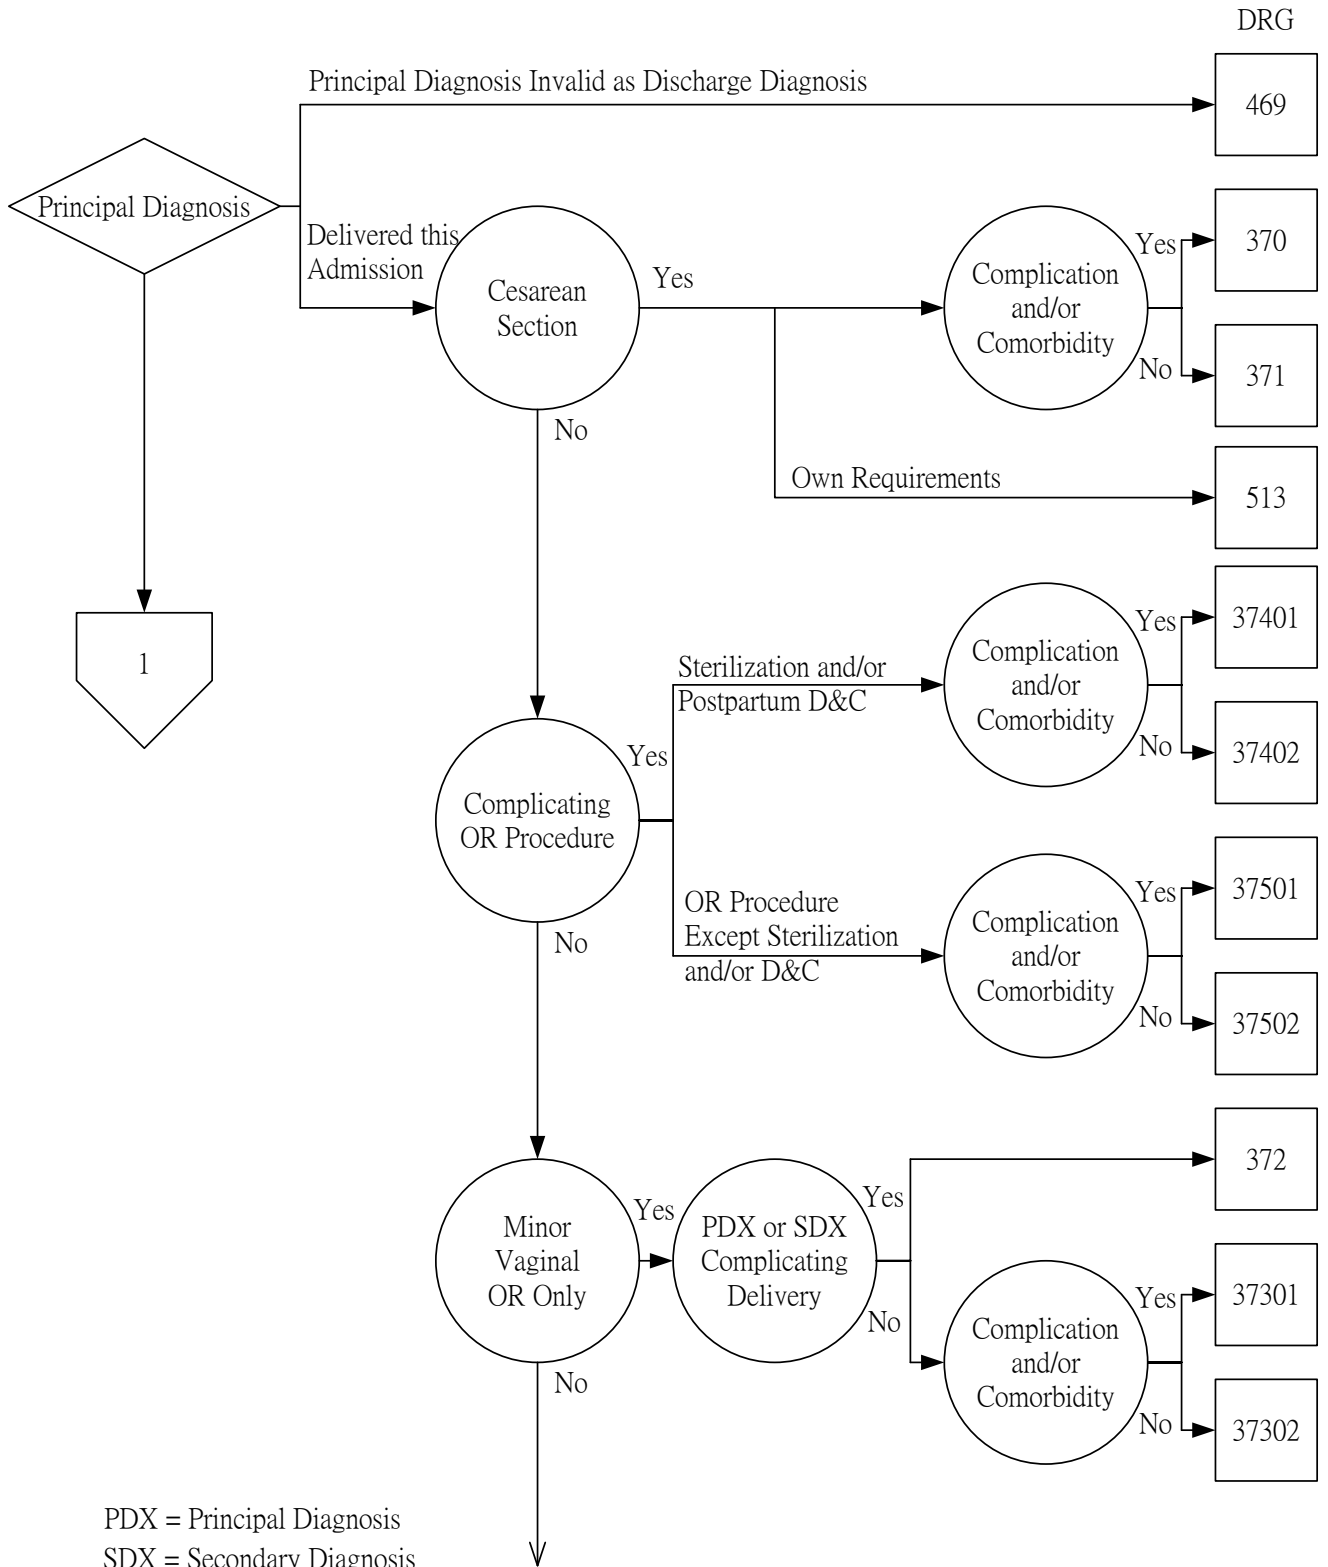 DRG
Principal Diagnosis Invalid as Discharge Diagnosis
469
Principal Diagnosis
Delivered this
Admission
Cesarean
Section
Yes
Complication
and/or
Comorbidity
Yes
370
No
371
No
Own Requirements
513
1
Sterilization and/or
Postpartum D&C
Complication
and/or
Comorbidity
Yes
37401
No
37402
Complicating
OR Procedure
Yes
OR Procedure
Except Sterilization
and/or D&C
Complication
and/or
Comorbidity
Yes
37501
No
37502
No
372
Minor
Vaginal
OR Only
Yes
PDX or SDX
Complicating
Delivery
Yes
No
Complication
and/or
Comorbidity
Yes
37301
No
37302
No
PDX = Principal Diagnosis
SDX = Secondary Diagnosis